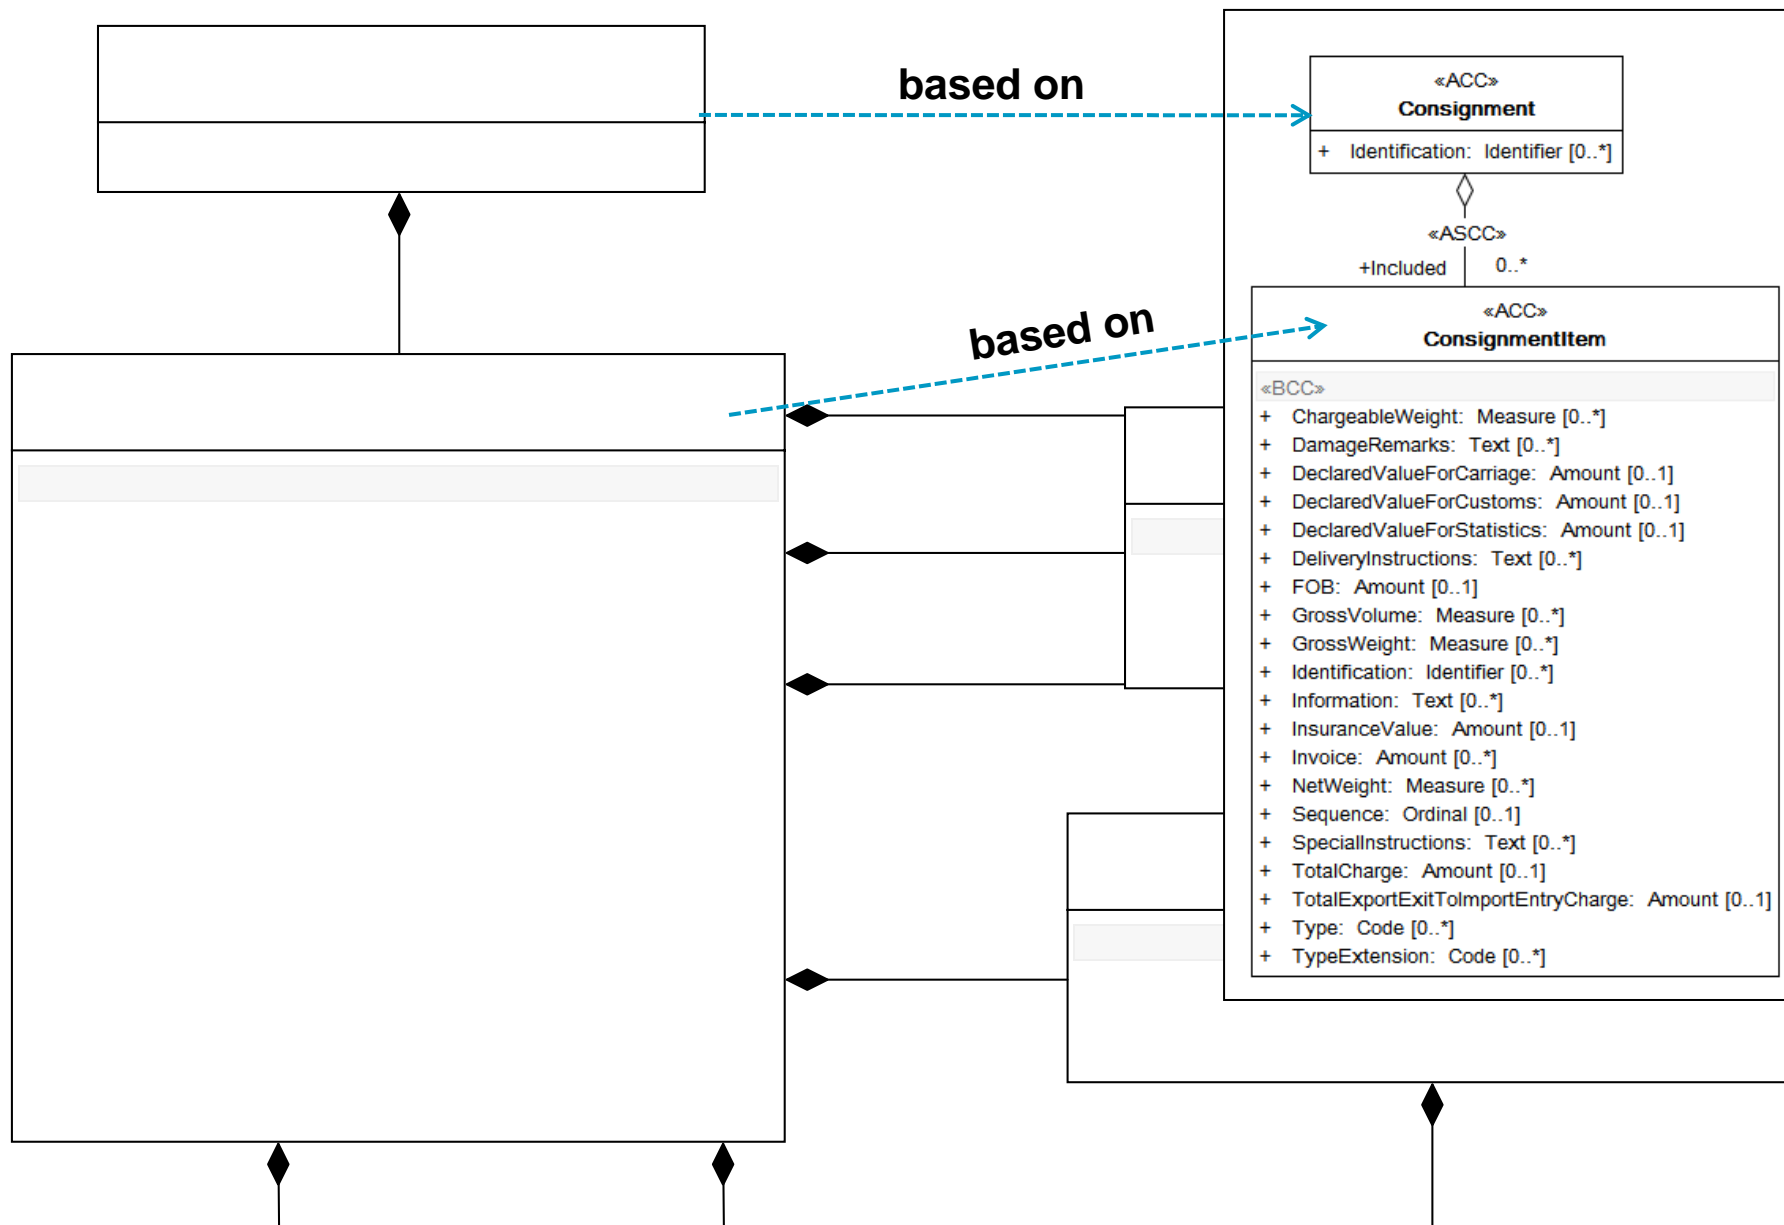 based on
«ACC»
Consignment
+ Identification: Identifier [0..*]
«ASCC»
+Included 0..*
based on
«ACC»
ConsignmentItem
«BCC»
+ ChargeableWeight: Measure [0..*]
+ DamageRemarks: Text [0..*]
+ DeclaredValueForCarriage: Amount [0..1]
+ DeclaredValueForCustoms: Amount [0..1]
+ DeclaredValueForStatistics: Amount [0..1]
+ DeliveryInstructions: Text [0..*]
+ FOB: Amount [0..1]
+ GrossVolume: Measure [0..*]
+ GrossWeight: Measure [0..*]
+ Identification: Identifier [0..*]
+ Information: Text [0..*]
+ InsuranceValue: Amount [0..1]
+ Invoice: Amount [0..*]
+ NetWeight: Measure [0..*]
+ Sequence: Ordinal [0..1]
+ SpecialInstructions: Text [0..*]
+ TotalCharge: Amount [0..1]
+ TotalExportExitToImportEntryCharge: Amount [0..1]
+ Type: Code [0..*]
+ TypeExtension: Code [0..*]